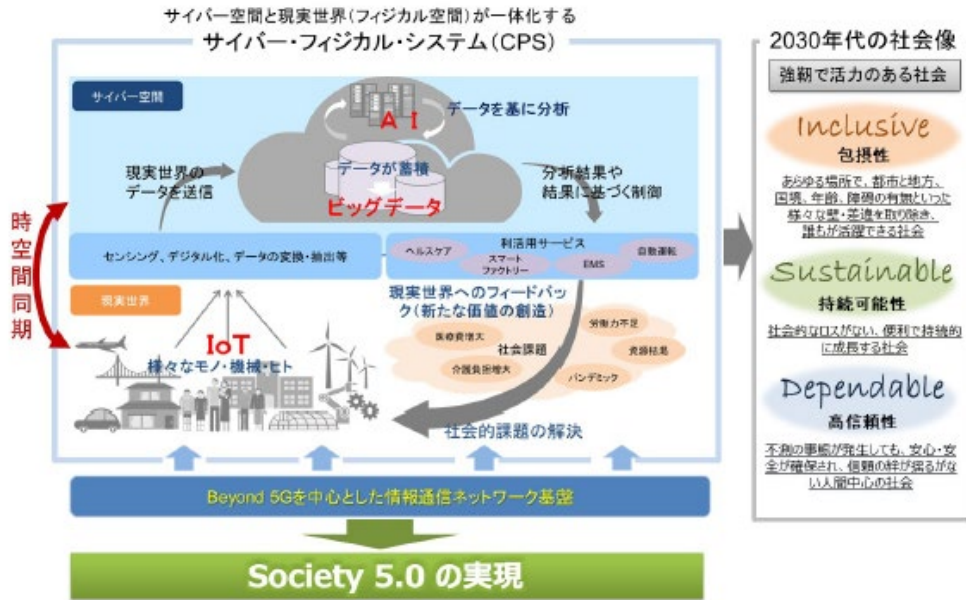 サイバー空間と現実世界(フィジカル空間)が一体化する
サイバー・フィジカル・システム(CPS)
サイバー空間
AI
データを基に分析
現実世界の
データを送信
データが蓄積
ビッグデータ
分析結果や
結果に基づく制御
時空間同期
センシング、デジタル化、データの変換・抽出等
利活用サービス
ヘルスケア
スマート
ファクトリー
EMS
自動運転
現実世界
IoT
様々なモノ・機械・ヒト
現実世界へのフィードバッ
ク(新たな価値の創造)
医療費増大
社会課題
介護負担増大
労働力不足
資源枯渇
パンデミック
社会的課題の解決
Beyond 5Gを中心とした情報通信ネットワーク基盤
Society 5.0 の実現
2030年代の社会像
強靭で活力のある社会
Inclusive
包摂性
あらゆる場所で、都市と地方、
国境、年齢、障碍の有無といった
様々な壁・差違を取り除き、
誰もが活躍できる社会
Sustainable
持続可能性
社会的なロスがない、便利で持続的
に成長する社会
Dependable
高信頼性
不測の事態が発生しても、安心・安
全が確保され、信頼の絆が揺るがな
い人間中心の社会